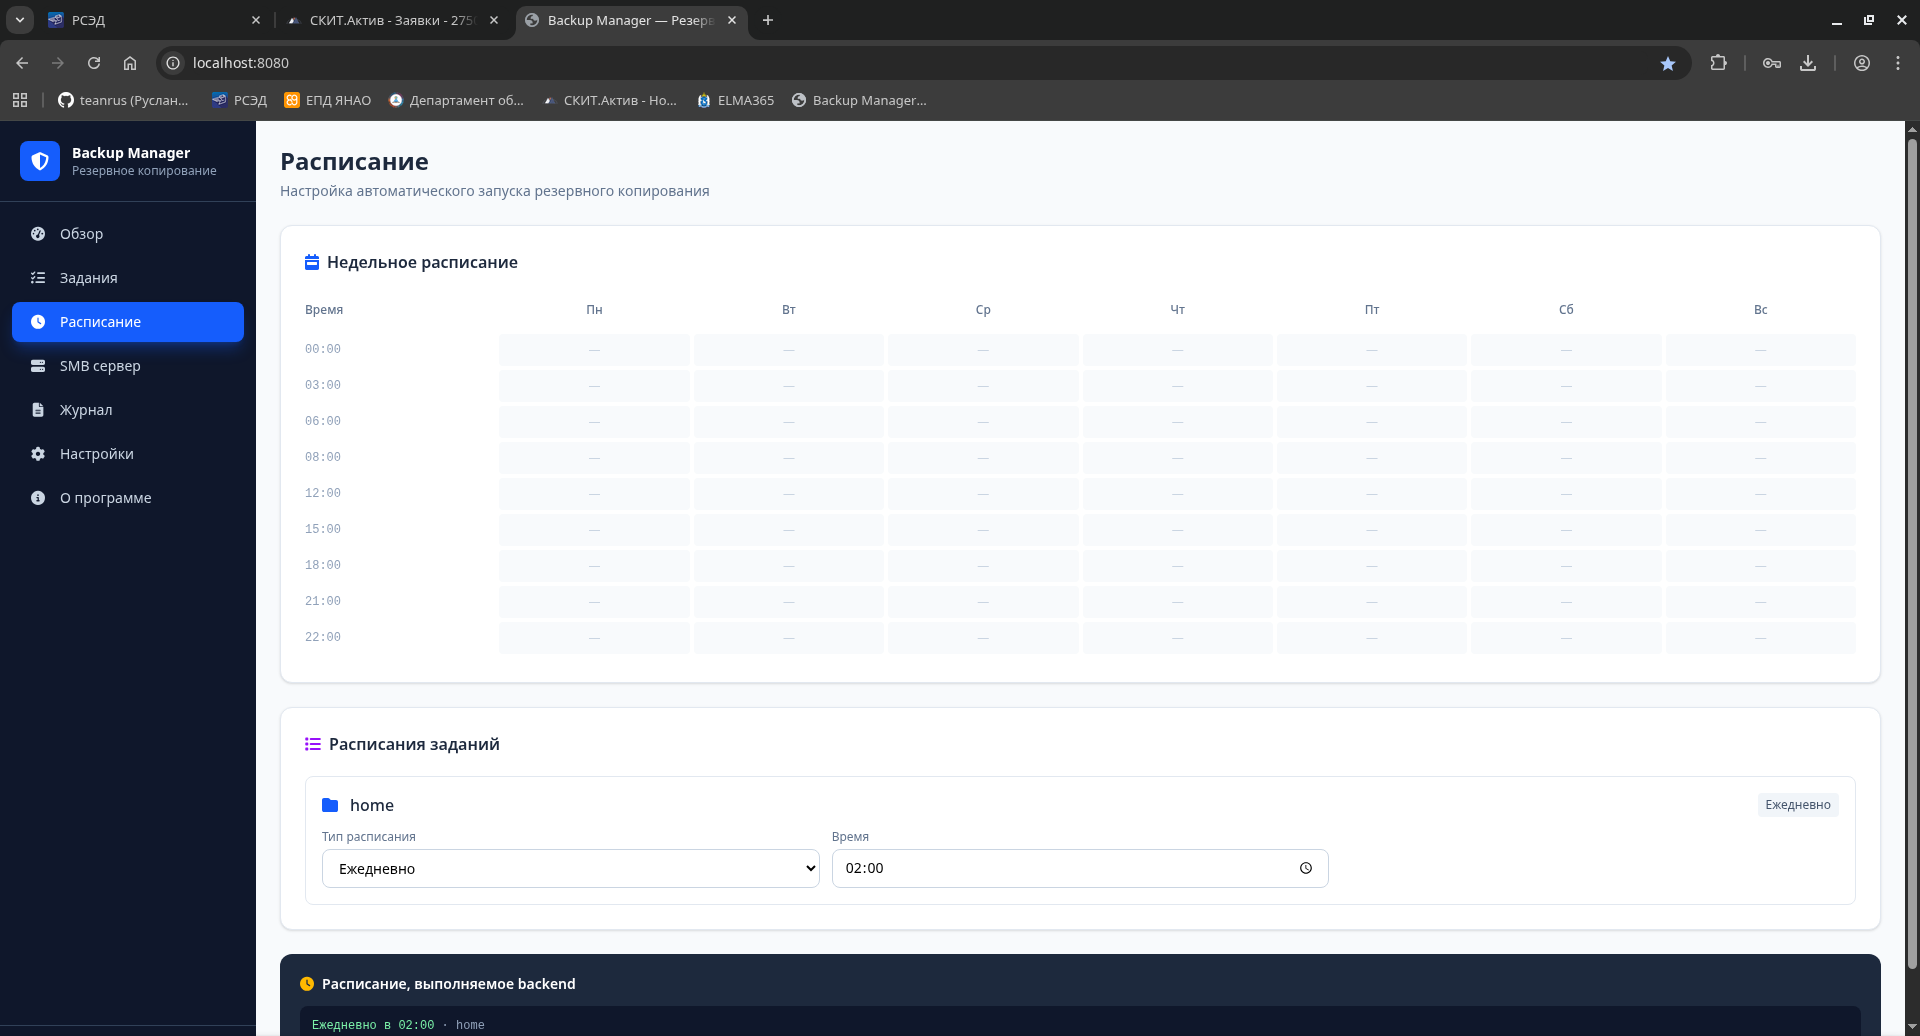 РСЭД
СКИТ.Актив - Заявки - 275
Backup Manager — Резерв
localhost:8080
teanrus (Руслан...
РСЭД
ЕПД ЯНАО
Департамент об...
СКИТ.Актив - Но...
ELMA365
Backup Manager...
Backup Manager
Резервное копирование
Обзор
Задания
Расписание
SMB сервер
Журнал
Настройки
О программе
Расписание
Настройка автоматического запуска резервного копирования
Недельное расписание
Время Пн Вт Ср Чт Пт Сб Вс
00:00 — — — — — — —
03:00 — — — — — — —
06:00 — — — — — — —
08:00 — — — — — — —
12:00 — — — — — — —
15:00 — — — — — — —
18:00 — — — — — — —
21:00 — — — — — — —
22:00 — — — — — — —
Расписания заданий
home
Ежедневно
Тип расписания
Время
Ежедневно
02:00
Расписание, выполняемое backend
Ежедневно в 02:00 · home